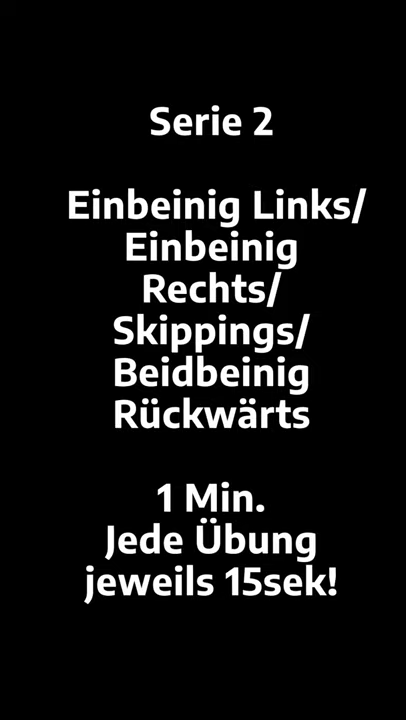 Serie 2
Einbeinig Links/
Einbeinig
Rechts/
Skippings/
Beidbeinig
Rückwärts
1 Min.
Jede Übung
jeweils 15sek!